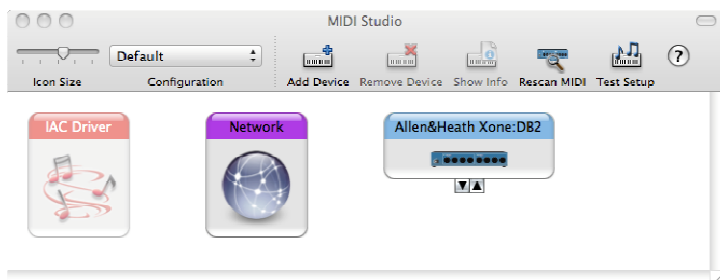 MIDI Studio
Default
Icon Size
Configuration
Add Device
Remove Device
Show Info
Rescan MIDI
Test Setup
?
IAC Driver
Network
Allen&Heath Xone:DB2